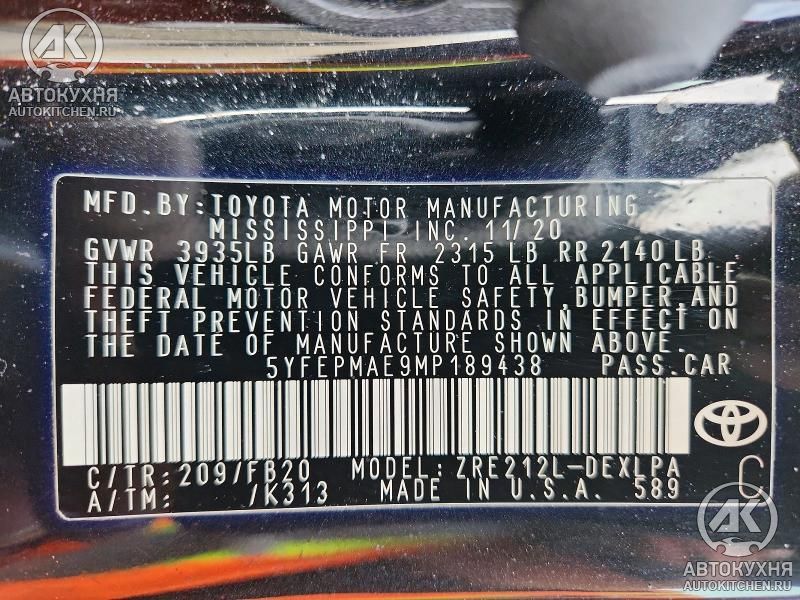 AK
АВТОКУХНЯ
AUTOKITCHEN.RU
MFD.BY:TOYOTA MOTOR MANUFACTURING
MISSISSIPPI INC. 11/20
GVWR 3935LB GAWR FR 2315 LB RR 2140 LB
THIS VEHICLE CONFORMS TO ALL APPLICABLE
FEDERAL MOTOR VEHICLE SAFETY,BUMPER,AND
THEFT PREVENTION STANDARDS IN EFFECT ON
THE DATE OF MANUFACTURE SHOWN ABOVE.
5YFEPMAE9MP189438 PASS.CAR
C/TR:209/FB20 MODEL: ZRE212L-DEXLPA
A/TM: /K313 MADE IN U.S.A. 589
C
AK
АВТОКУХНЯ
AUTOKITCHEN.RU